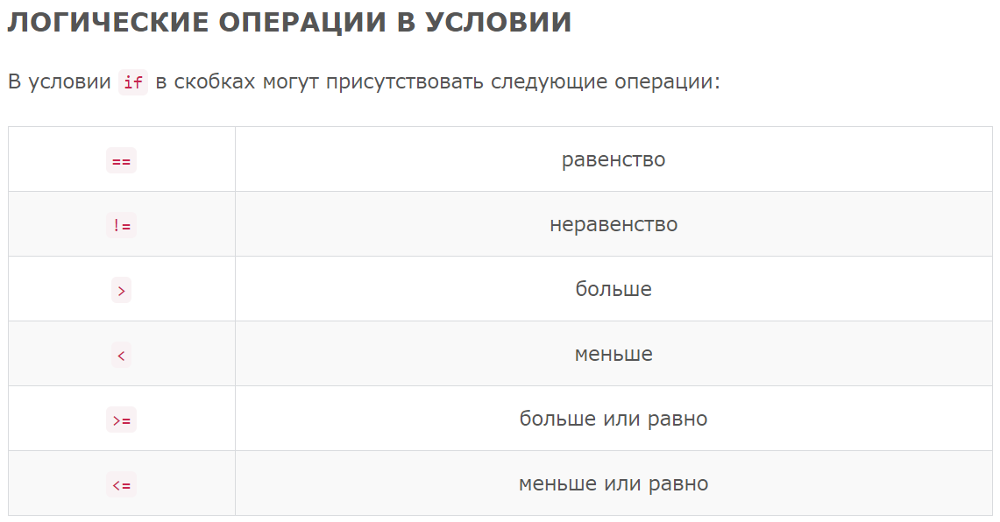 ЛОГИЧЕСКИЕ ОПЕРАЦИИ В УСЛОВИИ
В условии if в скобках могут присутствовать следующие операции:
== равенство
!= неравенство
> больше
< меньше
>= больше или равно
<= меньше или равно